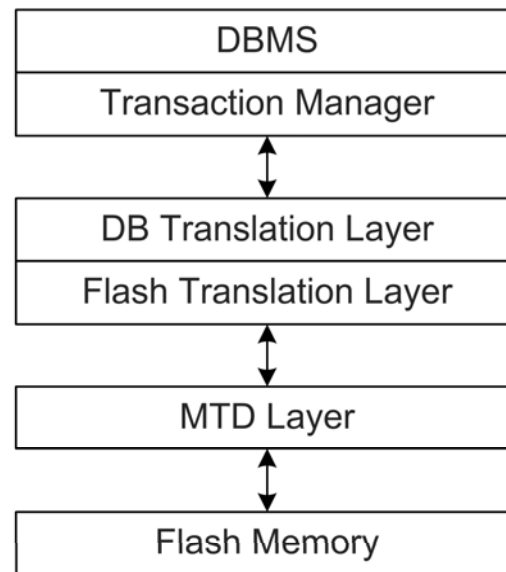 DBMS
Transaction Manager
DB Translation Layer
Flash Translation Layer
MTD Layer
Flash Memory